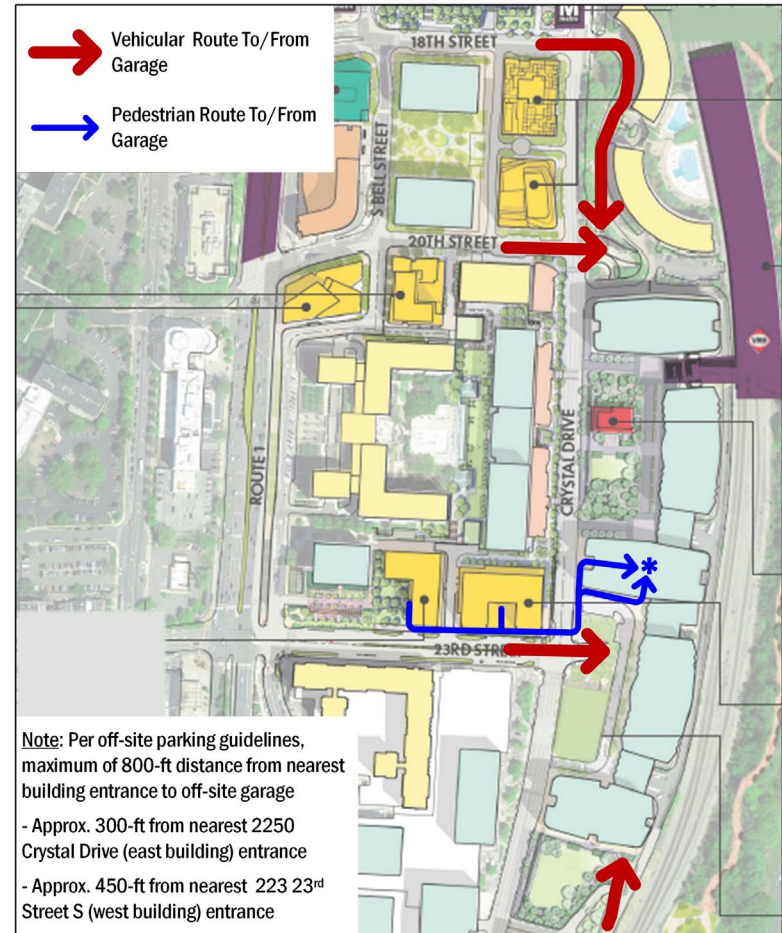 M
metro
Vehicular Route To/From
Garage
Pedestrian Route To/From
Garage
18TH STREET
S BELL STREET
20TH STREET
VRE
ROUTE 1
CRYSTAL DRIVE
*
23RD STREET
Note: Per off-site parking guidelines,
maximum of 800-ft distance from nearest
building entrance to off-site garage
- Approx. 300-ft from nearest 2250
Crystal Drive (east building) entrance
- Approx. 450-ft from nearest 223 23rd
Street S (west building) entrance